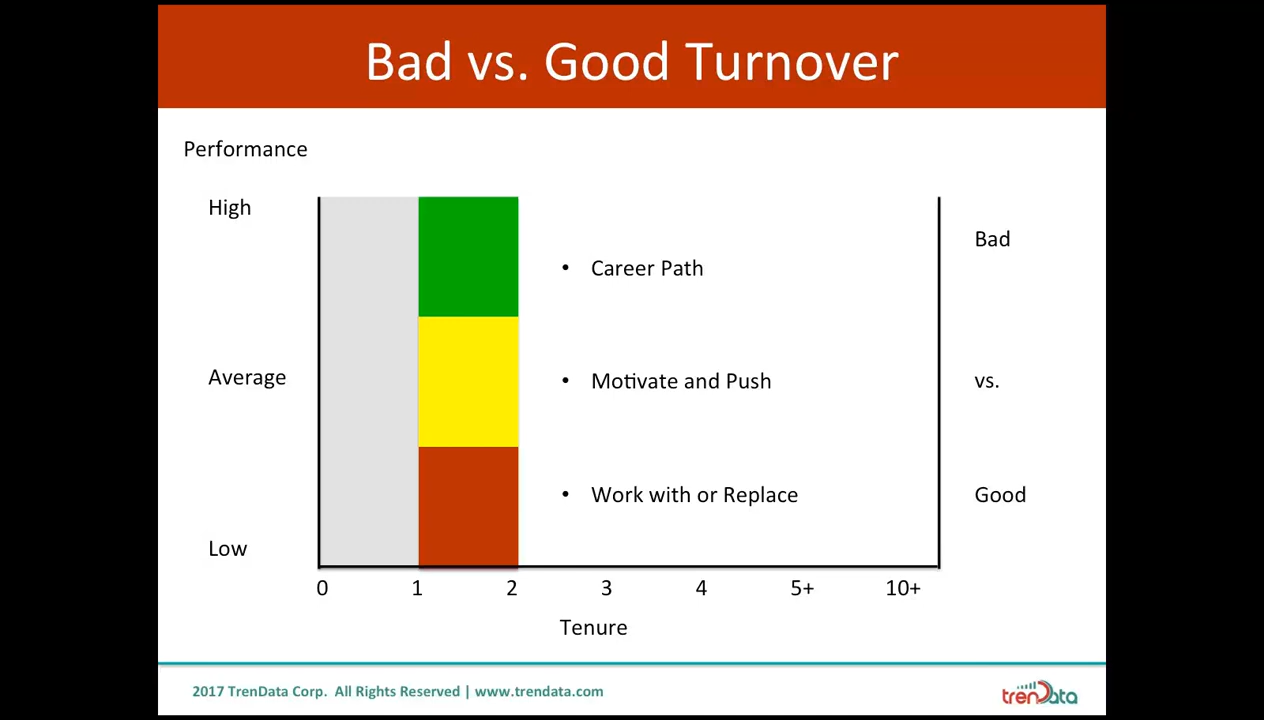 Bad vs. Good Turnover
Performance
High
Bad
• Career Path
Average
• Motivate and Push
vs.
• Work with or Replace
Good
Low
0 1 2 3 4 5+ 10+
Tenure
2017 TrenData Corp. All Rights Reserved | www.trendata.com
trenData